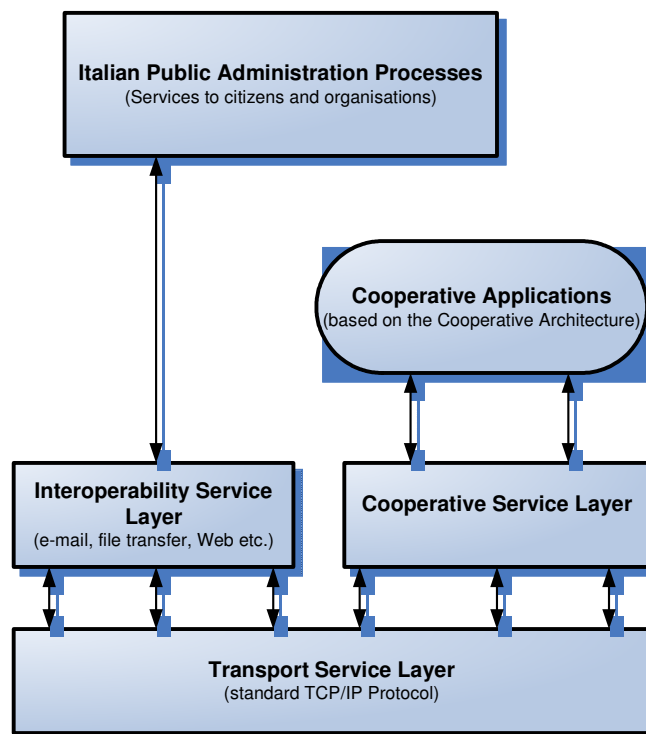 Italian Public Administration Processes
(Services to citizens and organisations)
Cooperative Applications
(based on the Cooperative Architecture)
Interoperability Service
Layer
(e-mail, file transfer, Web etc.)
Cooperative Service Layer
Transport Service Layer
(standard TCP/IP Protocol)